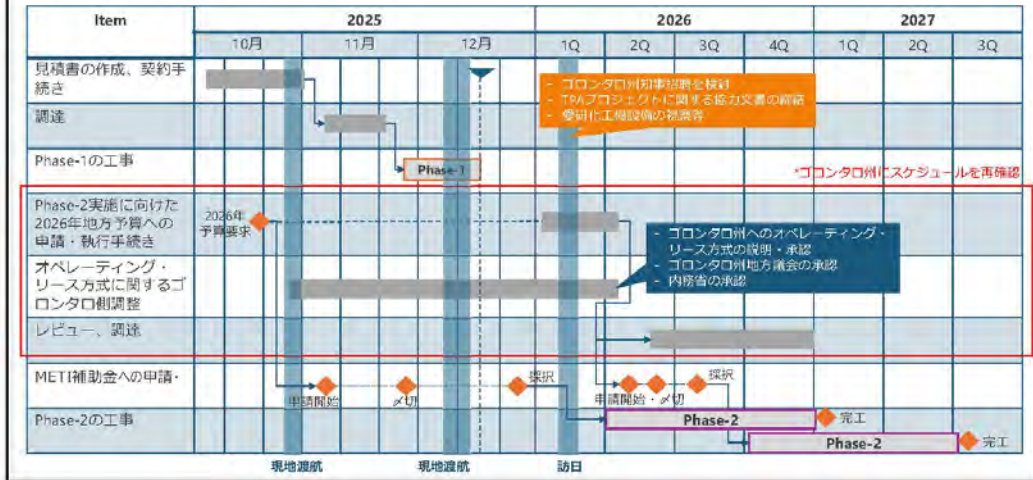 Item
2025
2026
2027
10月
11月
12月
1Q
2Q
3Q
4Q
1Q
2Q
3Q
見積書の作成、契約手
続き
- ゴロンタロ州知事招聘を検討
- TPAプロジェクトに関する協力文書の締結
- 愛研化工機設備の視察等
調達
Phase-1の工事
Phase-1
*ゴロンタロ州にスケジュールを再確認
Phase-2実施に向けた
2026年地方予算への
申請・執行手続き
2026年
予算要求
- ゴロンタロ州へのオペレーティング・
リース方式の説明・承認
- ゴロンタロ州地方議会の承認
- 内務省の承認
オペレーティング・
リース方式に関するゴ
ロンタロ側調整
レビュー、調達
METI補助金への申請・
申請開始
〆切
採択
申請開始・〆切
採択
Phase-2の工事
Phase-2
完工
Phase-2
完工
現地渡航
現地渡航
訪日